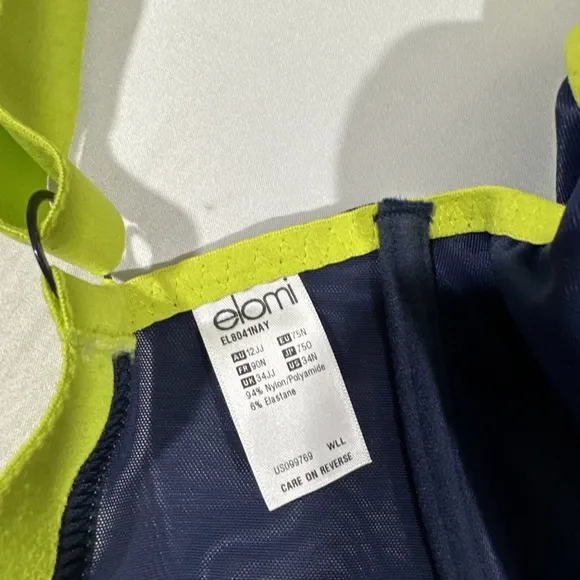 elomi
EL8041NAY
AU 12JJ EU 75N
FR 90N JP 75O
UK 34JJ US 34N
94% Nylon/Polyamide
6% Elastane
US099769 WLL
CARE ON REVERSE